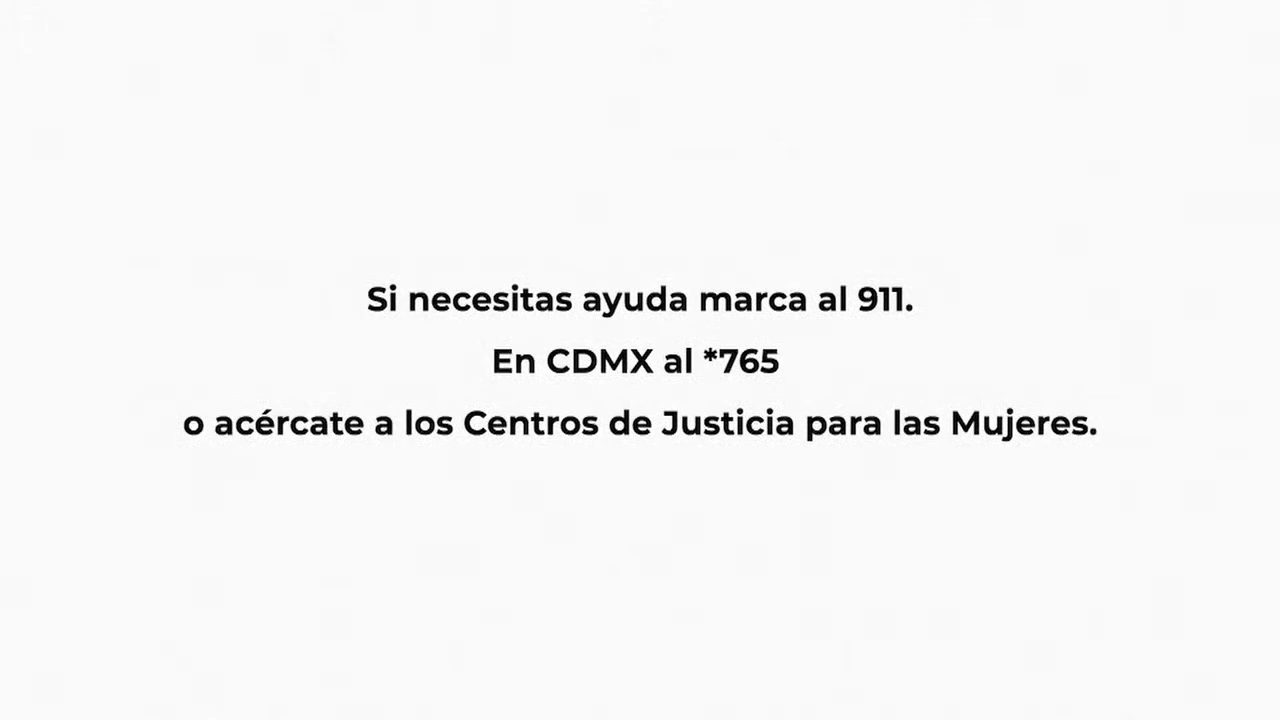 Si necesitas ayuda marca al 911.
En CDMX al *765
o acércate a los Centros de Justicia para las Mujeres.